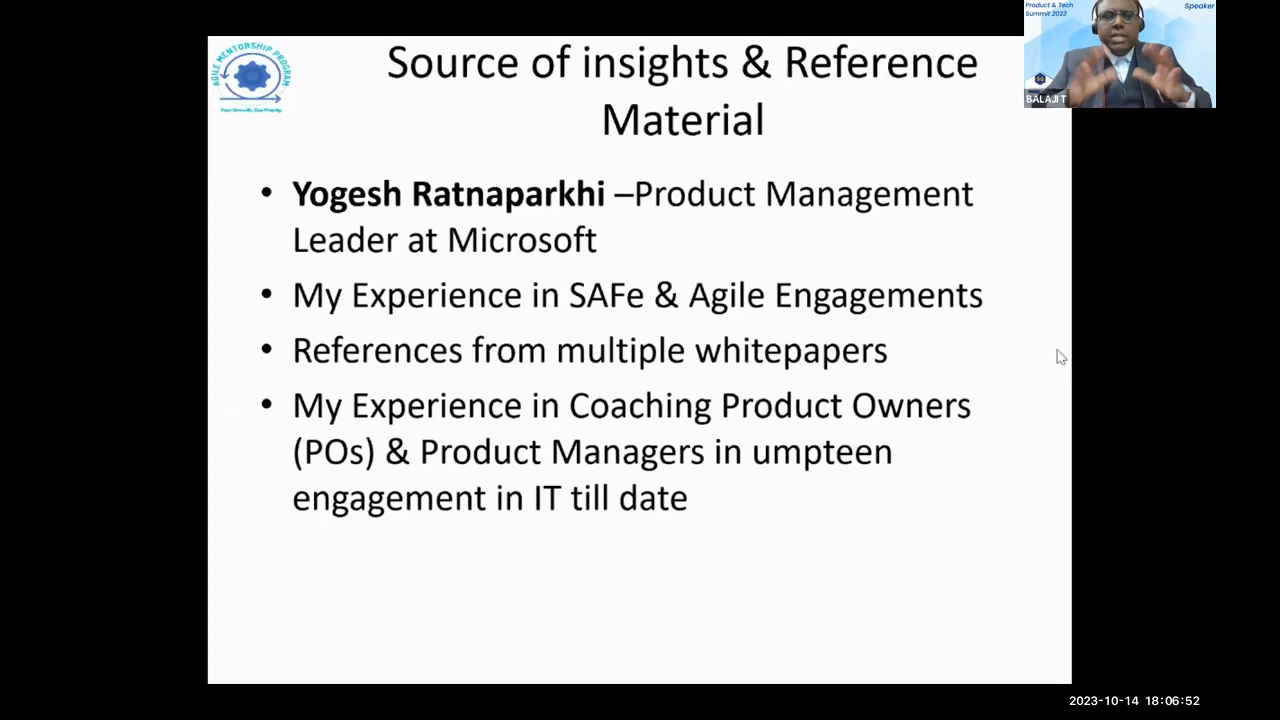 AGILE MENTORSHIP PROGRAM
Your Growth, Our Priority
Source of insights & Reference
Material
• Yogesh Ratnaparkhi –Product Management
Leader at Microsoft
• My Experience in SAFe & Agile Engagements
• References from multiple whitepapers
• My Experience in Coaching Product Owners
(POs) & Product Managers in umpteen
engagement in IT till date
Product & Tech
Summit 2023
Speaker
BALAJI T
2023-10-14 18:06:52